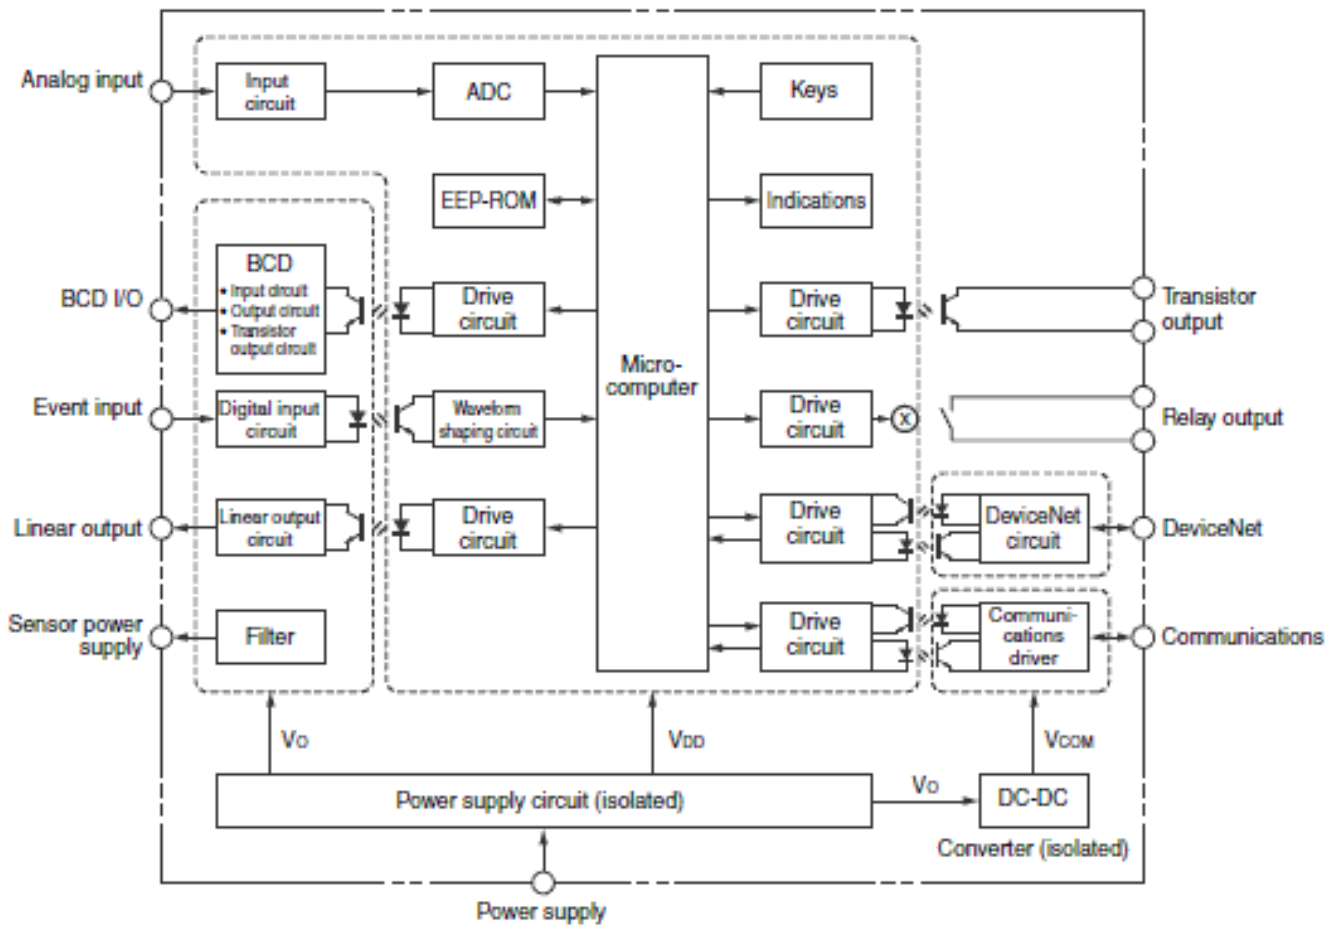 Analog input
Input
circuit
ADC
Keys
EEP-ROM
Indications
BCD I/O
BCD
• Input circuit
• Output circuit
• Transistor
output circuit
Drive
circuit
Micro-
computer
Drive
circuit
Transistor
output
Event input
Digital input
circuit
Waveform
shaping circuit
Drive
circuit
X
Relay output
Linear output
Linear output
circuit
Drive
circuit
Drive
circuit
DeviceNet
circuit
DeviceNet
Sensor power
supply
Filter
Drive
circuit
Communi-
cations
driver
Communications
VO
VDD
VCOM
Power supply circuit (isolated)
VO
DC-DC
Converter (isolated)
Power supply